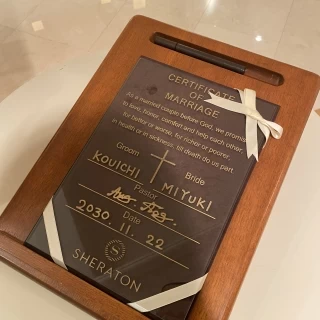 CERTIFICATE
OF
MARRIAGE
As a married couple before God, we promise
to love, honor, comfort and help each other,
for better or worse, for richer or poorer,
in health or in sickness, till death do us part
Groom Bride
KOUICHI MIYUKI
Pastor
Date
2030. 11. 22
S
SHERATON